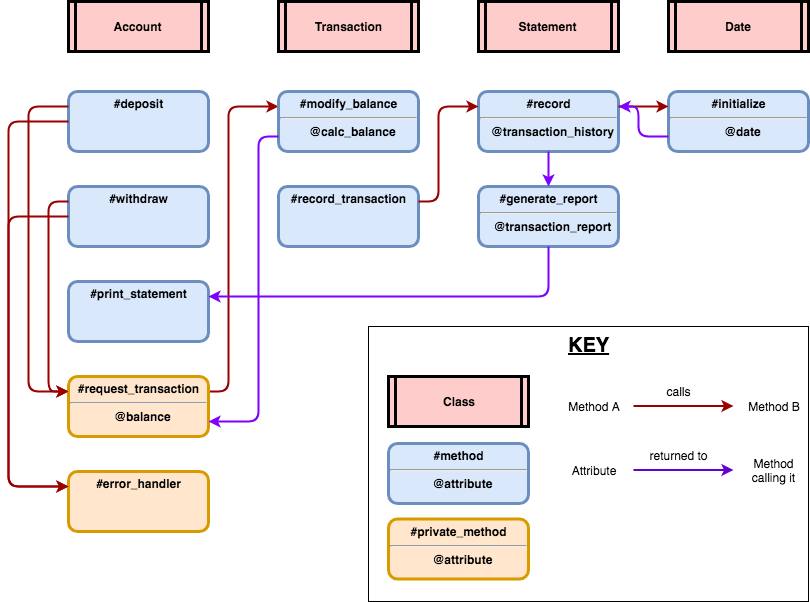 Account
Transaction
Statement
Date
#deposit
#modify_balance
@calc_balance
#record
@transaction_history
#initialize
@date
#withdraw
#record_transaction
#generate_report
@transaction_report
#print_statement
#request_transaction
@balance
#error_handler
KEY
Class
Method A
calls
Method B
#method
@attribute
Attribute
returned to
Method
calling it
#private_method
@attribute